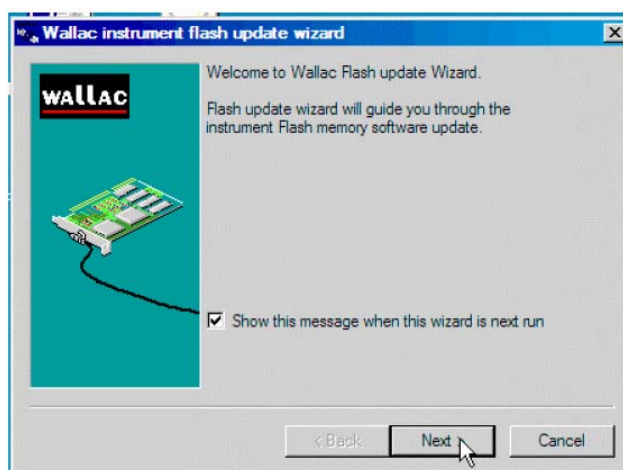 Wallac instrument flash update wizard
WALLAC
Welcome to Wallac Flash update Wizard.
Flash update wizard will guide you through the
instrument Flash memory software update.
Show this message when this wizard is next run
< Back
Next >
Cancel